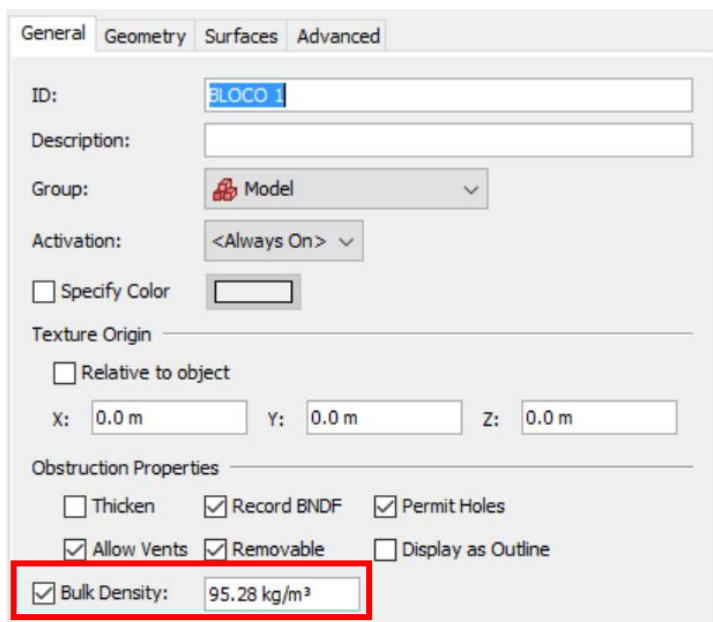 General Geometry Surfaces Advanced
ID: BLOCO 1
Description:
Group: Model
Activation: <Always On>
Specify Color
Texture Origin
Relative to object
X: 0.0 m Y: 0.0 m Z: 0.0 m
Obstruction Properties
Thicken Record BNDF Permit Holes
Allow Vents Removable Display as Outline
Bulk Density: 95.28 kg/m³